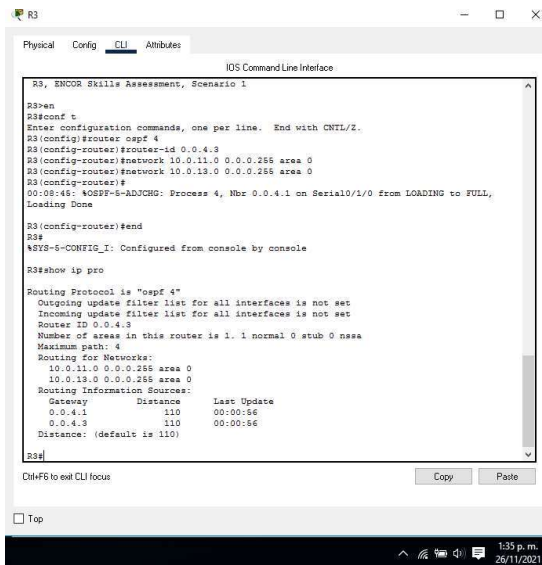 R3
Physical Config CLI Attributes
IOS Command Line Interface
R3, ENCOR Skills Assessment, Scenario 1
R3>en
R3#conf t
Enter configuration commands, one per line. End with CNTL/Z.
R3(config)#router ospf 4
R3(config-router)#router-id 0.0.4.3
R3(config-router)#network 10.0.11.0 0.0.0.255 area 0
R3(config-router)#network 10.0.13.0 0.0.0.255 area 0
R3(config-router)#
00:08:45: %OSPF-5-ADJCHG: Process 4, Nbr 0.0.4.1 on Serial0/1/0 from LOADING to FULL,
Loading Done
R3(config-router)#end
R3#
%SYS-5-CONFIG_I: Configured from console by console
R3#show ip pro
Routing Protocol is "ospf 4"
Outgoing update filter list for all interfaces is not set
Incoming update filter list for all interfaces is not set
Router ID 0.0.4.3
Number of areas in this router is 1. 1 normal 0 stub 0 nssa
Maximum path: 4
Routing for Networks:
10.0.11.0 0.0.0.255 area 0
10.0.13.0 0.0.0.255 area 0
Routing Information Sources:
Gateway Distance Last Update
0.0.4.1 110 00:00:56
0.0.4.3 110 00:00:56
Distance: (default is 110)
R3#
Ctrl+F6 to exit CLI focus
Copy Paste
Top
1:35 p. m.
26/11/2021